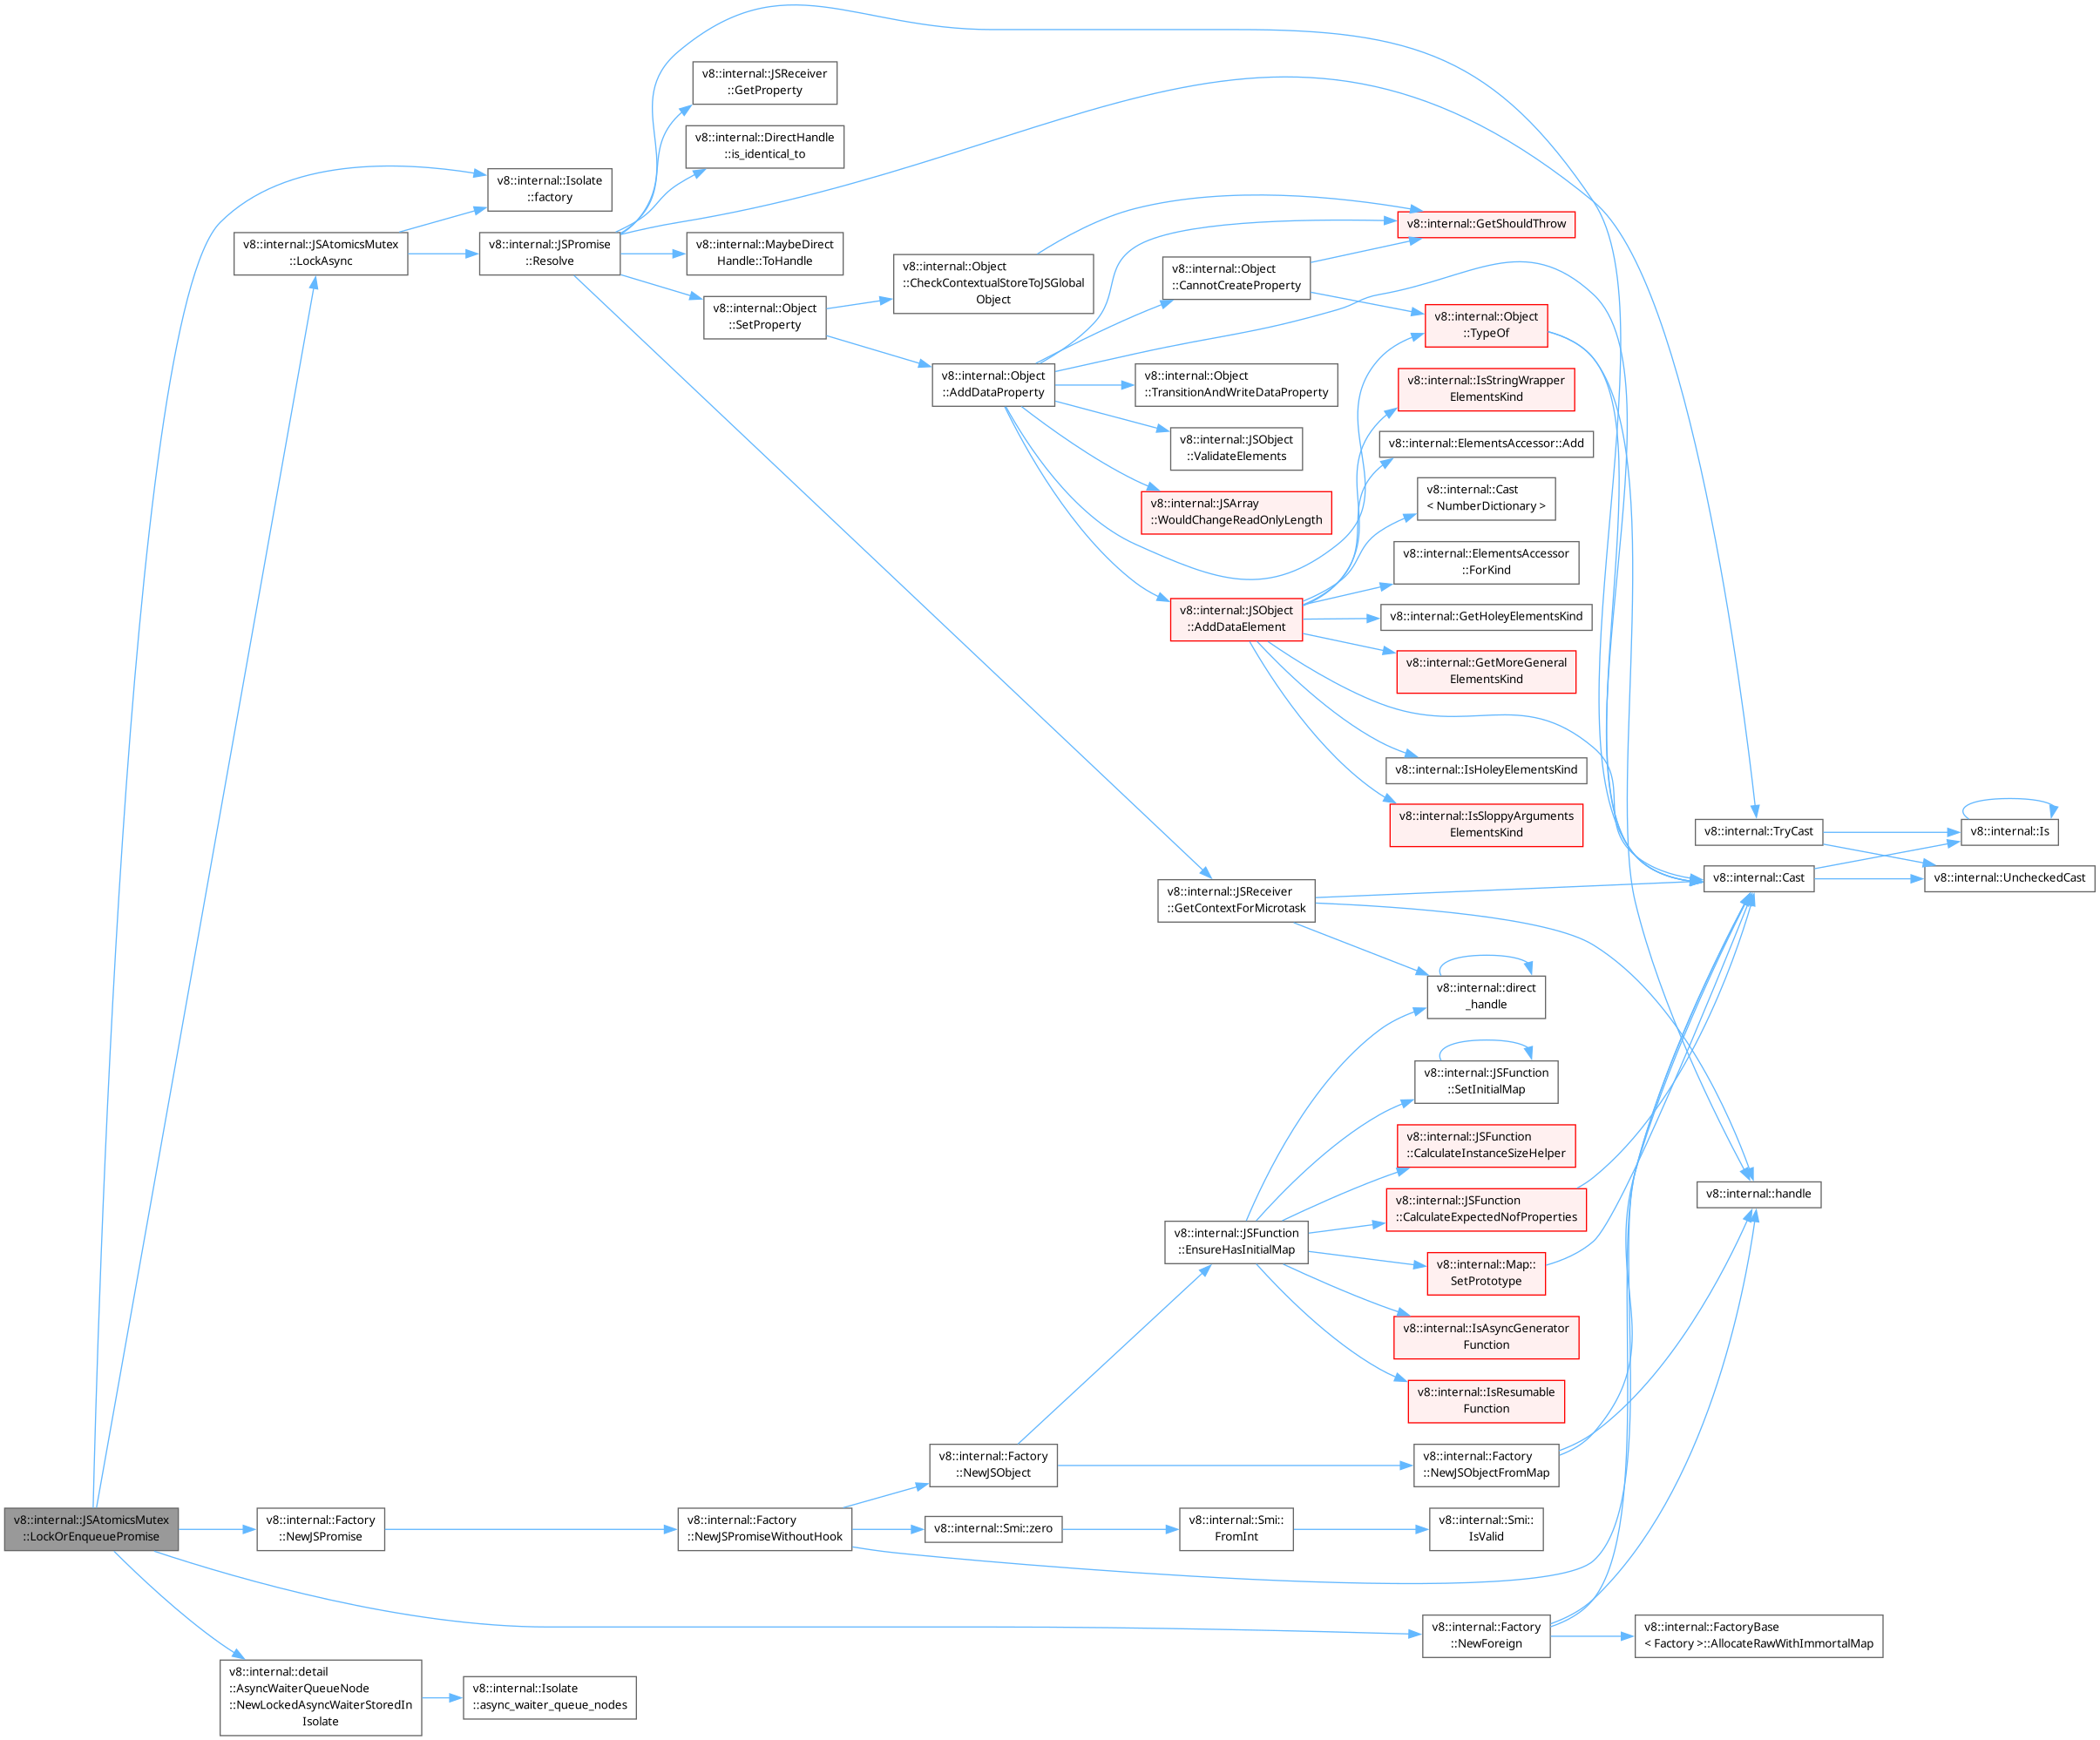 v8::internal::JSReceiver
::GetProperty
v8::internal::DirectHandle
::is_identical_to
v8::internal::Isolate
::factory
v8::internal::GetShouldThrow
v8::internal::JSAtomicsMutex
::LockAsync
v8::internal::JSPromise
::Resolve
v8::internal::MaybeDirect
Handle::ToHandle
v8::internal::Object
::CheckContextualStoreToJSGlobal
Object
v8::internal::Object
::CannotCreateProperty
v8::internal::Object
::SetProperty
v8::internal::Object
::TypeOf
v8::internal::Object
::AddDataProperty
v8::internal::Object
::TransitionAndWriteDataProperty
v8::internal::IsStringWrapper
ElementsKind
v8::internal::JSObject
::ValidateElements
v8::internal::ElementsAccessor::Add
v8::internal::JSArray
::WouldChangeReadOnlyLength
v8::internal::Cast
< NumberDictionary >
v8::internal::ElementsAccessor
::ForKind
v8::internal::JSObject
::AddDataElement
v8::internal::GetHoleyElementsKind
v8::internal::GetMoreGeneral
ElementsKind
v8::internal::IsHoleyElementsKind
v8::internal::IsSloppyArguments
ElementsKind
v8::internal::TryCast
v8::internal::Is
v8::internal::Cast
v8::internal::UncheckedCast
v8::internal::JSReceiver
::GetContextForMicrotask
v8::internal::direct
_handle
v8::internal::JSFunction
::SetInitialMap
v8::internal::JSFunction
::CalculateInstanceSizeHelper
v8::internal::handle
v8::internal::JSFunction
::CalculateExpectedNofProperties
v8::internal::JSFunction
::EnsureHasInitialMap
v8::internal::Map::
SetPrototype
v8::internal::IsAsyncGenerator
Function
v8::internal::IsResumable
Function
v8::internal::Factory
::NewJSObject
v8::internal::Factory
::NewJSObjectFromMap
v8::internal::JSAtomicsMutex
::LockOrEnqueuePromise
v8::internal::Factory
::NewJSPromise
v8::internal::Factory
::NewJSPromiseWithoutHook
v8::internal::Smi::zero
v8::internal::Smi::
FromInt
v8::internal::Smi::
IsValid
v8::internal::Factory
::NewForeign
v8::internal::FactoryBase
< Factory >::AllocateRawWithImmortalMap
v8::internal::detail
::AsyncWaiterQueueNode
::NewLockedAsyncWaiterStoredIn
Isolate
v8::internal::Isolate
::async_waiter_queue_nodes